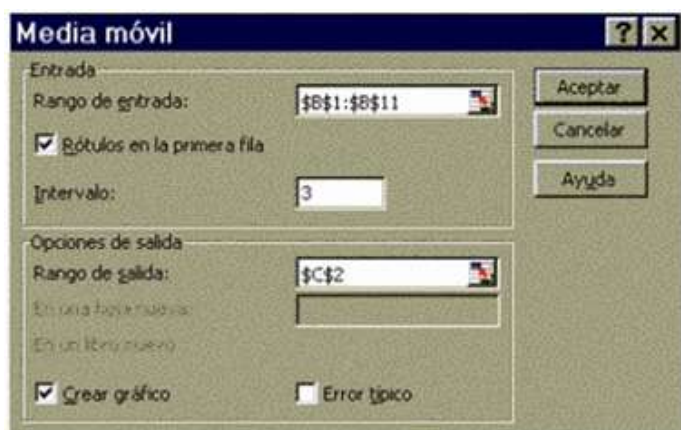 Media móvil
Entrada
Rango de entrada:
$B$1:$B$11
Aceptar
Rótulos en la primera fila
Cancelar
Intervalo:
3
Ayuda
Opciones de salida
Rango de salida:
$C$2
En una hoja nueva:
En un libro nuevo
Crear gráfico
Error típico